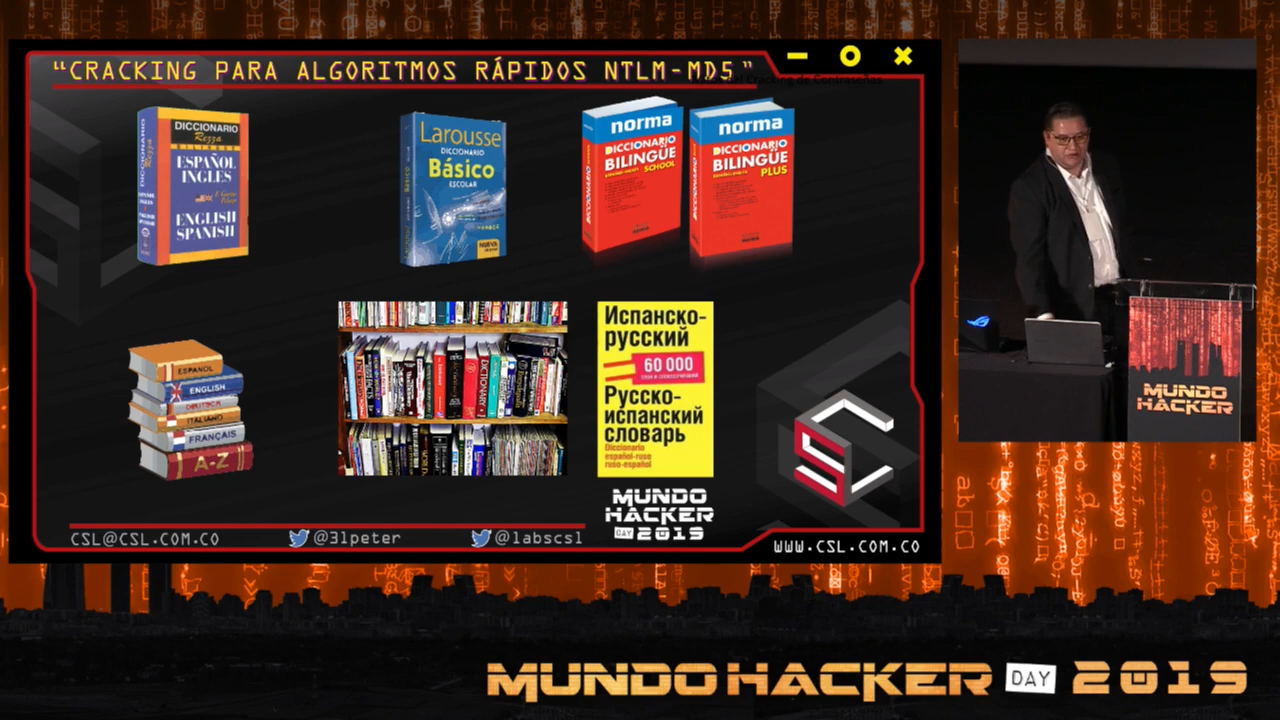 “CRACKING PARA ALGORITMOS RÁPIDOS NTLM-MD5”
DICCIONARIO
Rezza
BILINGUE
ESPAÑOL
INGLES
ENGLISH
SPANISH
Larousse
DICCIONARIO
Básico
ESCOLAR
norma
DICCIONARIO
BILINGÜE
SCHOOL
norma
DICCIONARIO
BILINGÜE
PLUS
ESPAÑOL
ENGLISH
DEUTSCH
ITALIANO
FRANÇAIS
A-Z
DICTIONARY
Испанско-
русский
60 000
Русско-
испанский
словарь
Diccionario
español-ruso
ruso-español
MUNDO
HACKER
DAY 2019
CSL@CSL.COM.CO
@31peter
@labscsl
WWW.CSL.COM.CO
MUNDO
HACKER
MUNDO HACKER DAY 2019